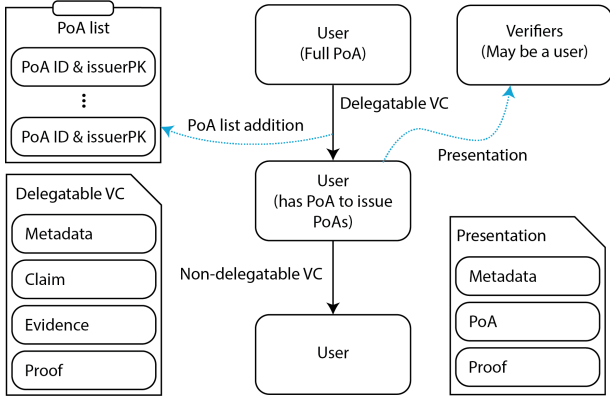 PoA list
PoA ID & issuerPK
⋮
PoA ID & issuerPK
User
(Full PoA)
Verifiers
(May be a user)
Delegatable VC
PoA list addition
Presentation
User
(has PoA to issue
PoAs)
Non-delegatable VC
User
Delegatable VC
Metadata
Claim
Evidence
Proof
Presentation
Metadata
PoA
Proof